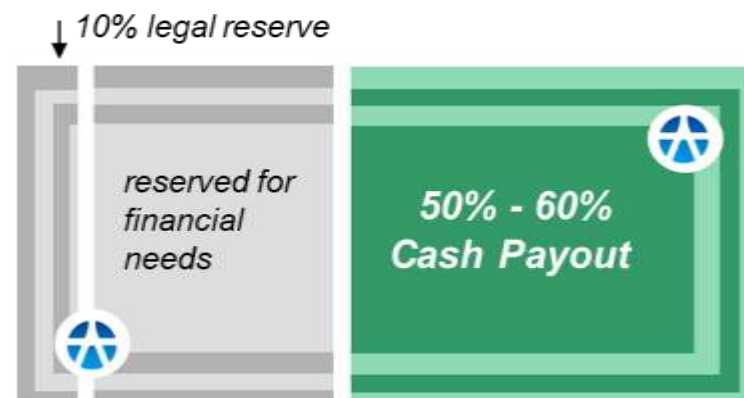 10% legal reserve
reserved for
financial
needs
50% - 60%
Cash Payout